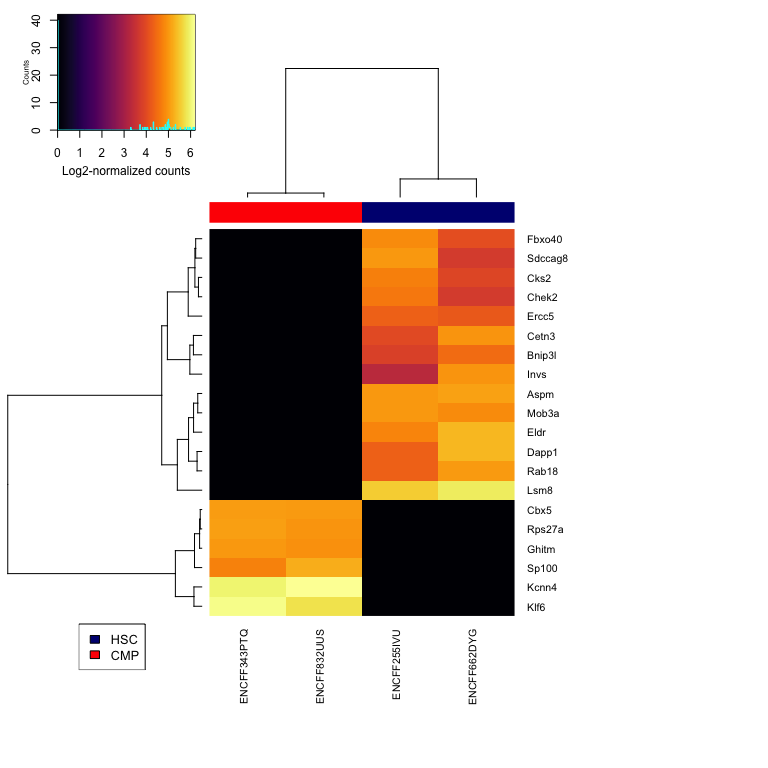 40
30
20
10
0
Counts
0 1 2 3 4 5 6
Log2-normalized counts
Fbxo40
Sdccag8
Cks2
Chek2
Ercc5
Cetn3
Bnip3l
Invs
Aspm
Mob3a
Eldr
Dapp1
Rab18
Lsm8
Cbx5
Rps27a
Ghitm
Sp100
Kcnn4
Klf6
HSC
CMP
ENCFF343PTQ
ENCFF832UUS
ENCFF255IVU
ENCFF662DYG